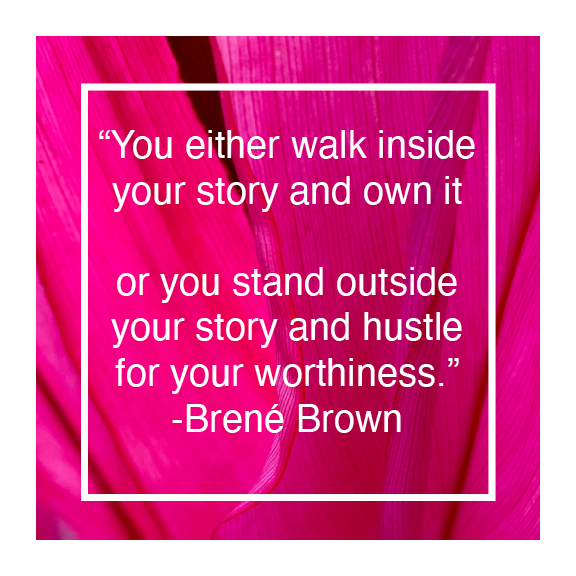 “You either walk inside
your story and own it
or you stand outside
your story and hustle
for your worthiness.”
-Brené Brown